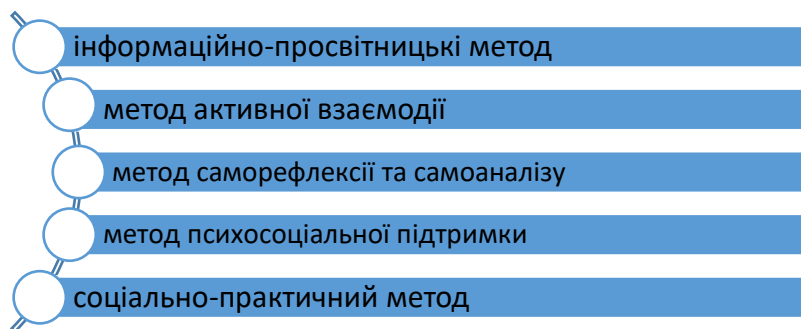 інформаційно-просвітницькі метод
метод активної взаємодії
метод саморефлексії та самоаналізу
метод психосоціальної підтримки
соціально-практичний метод